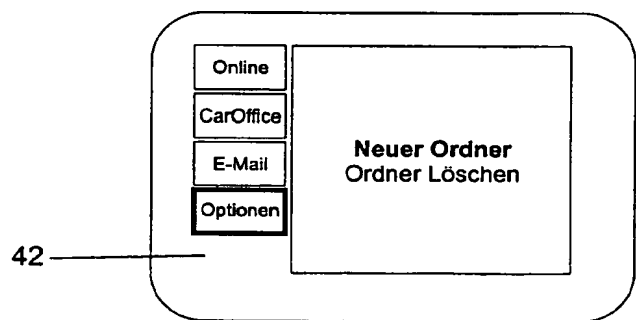 Online
CarOffice
E-Mail
Optionen
Neuer Ordner
Ordner Löschen
42